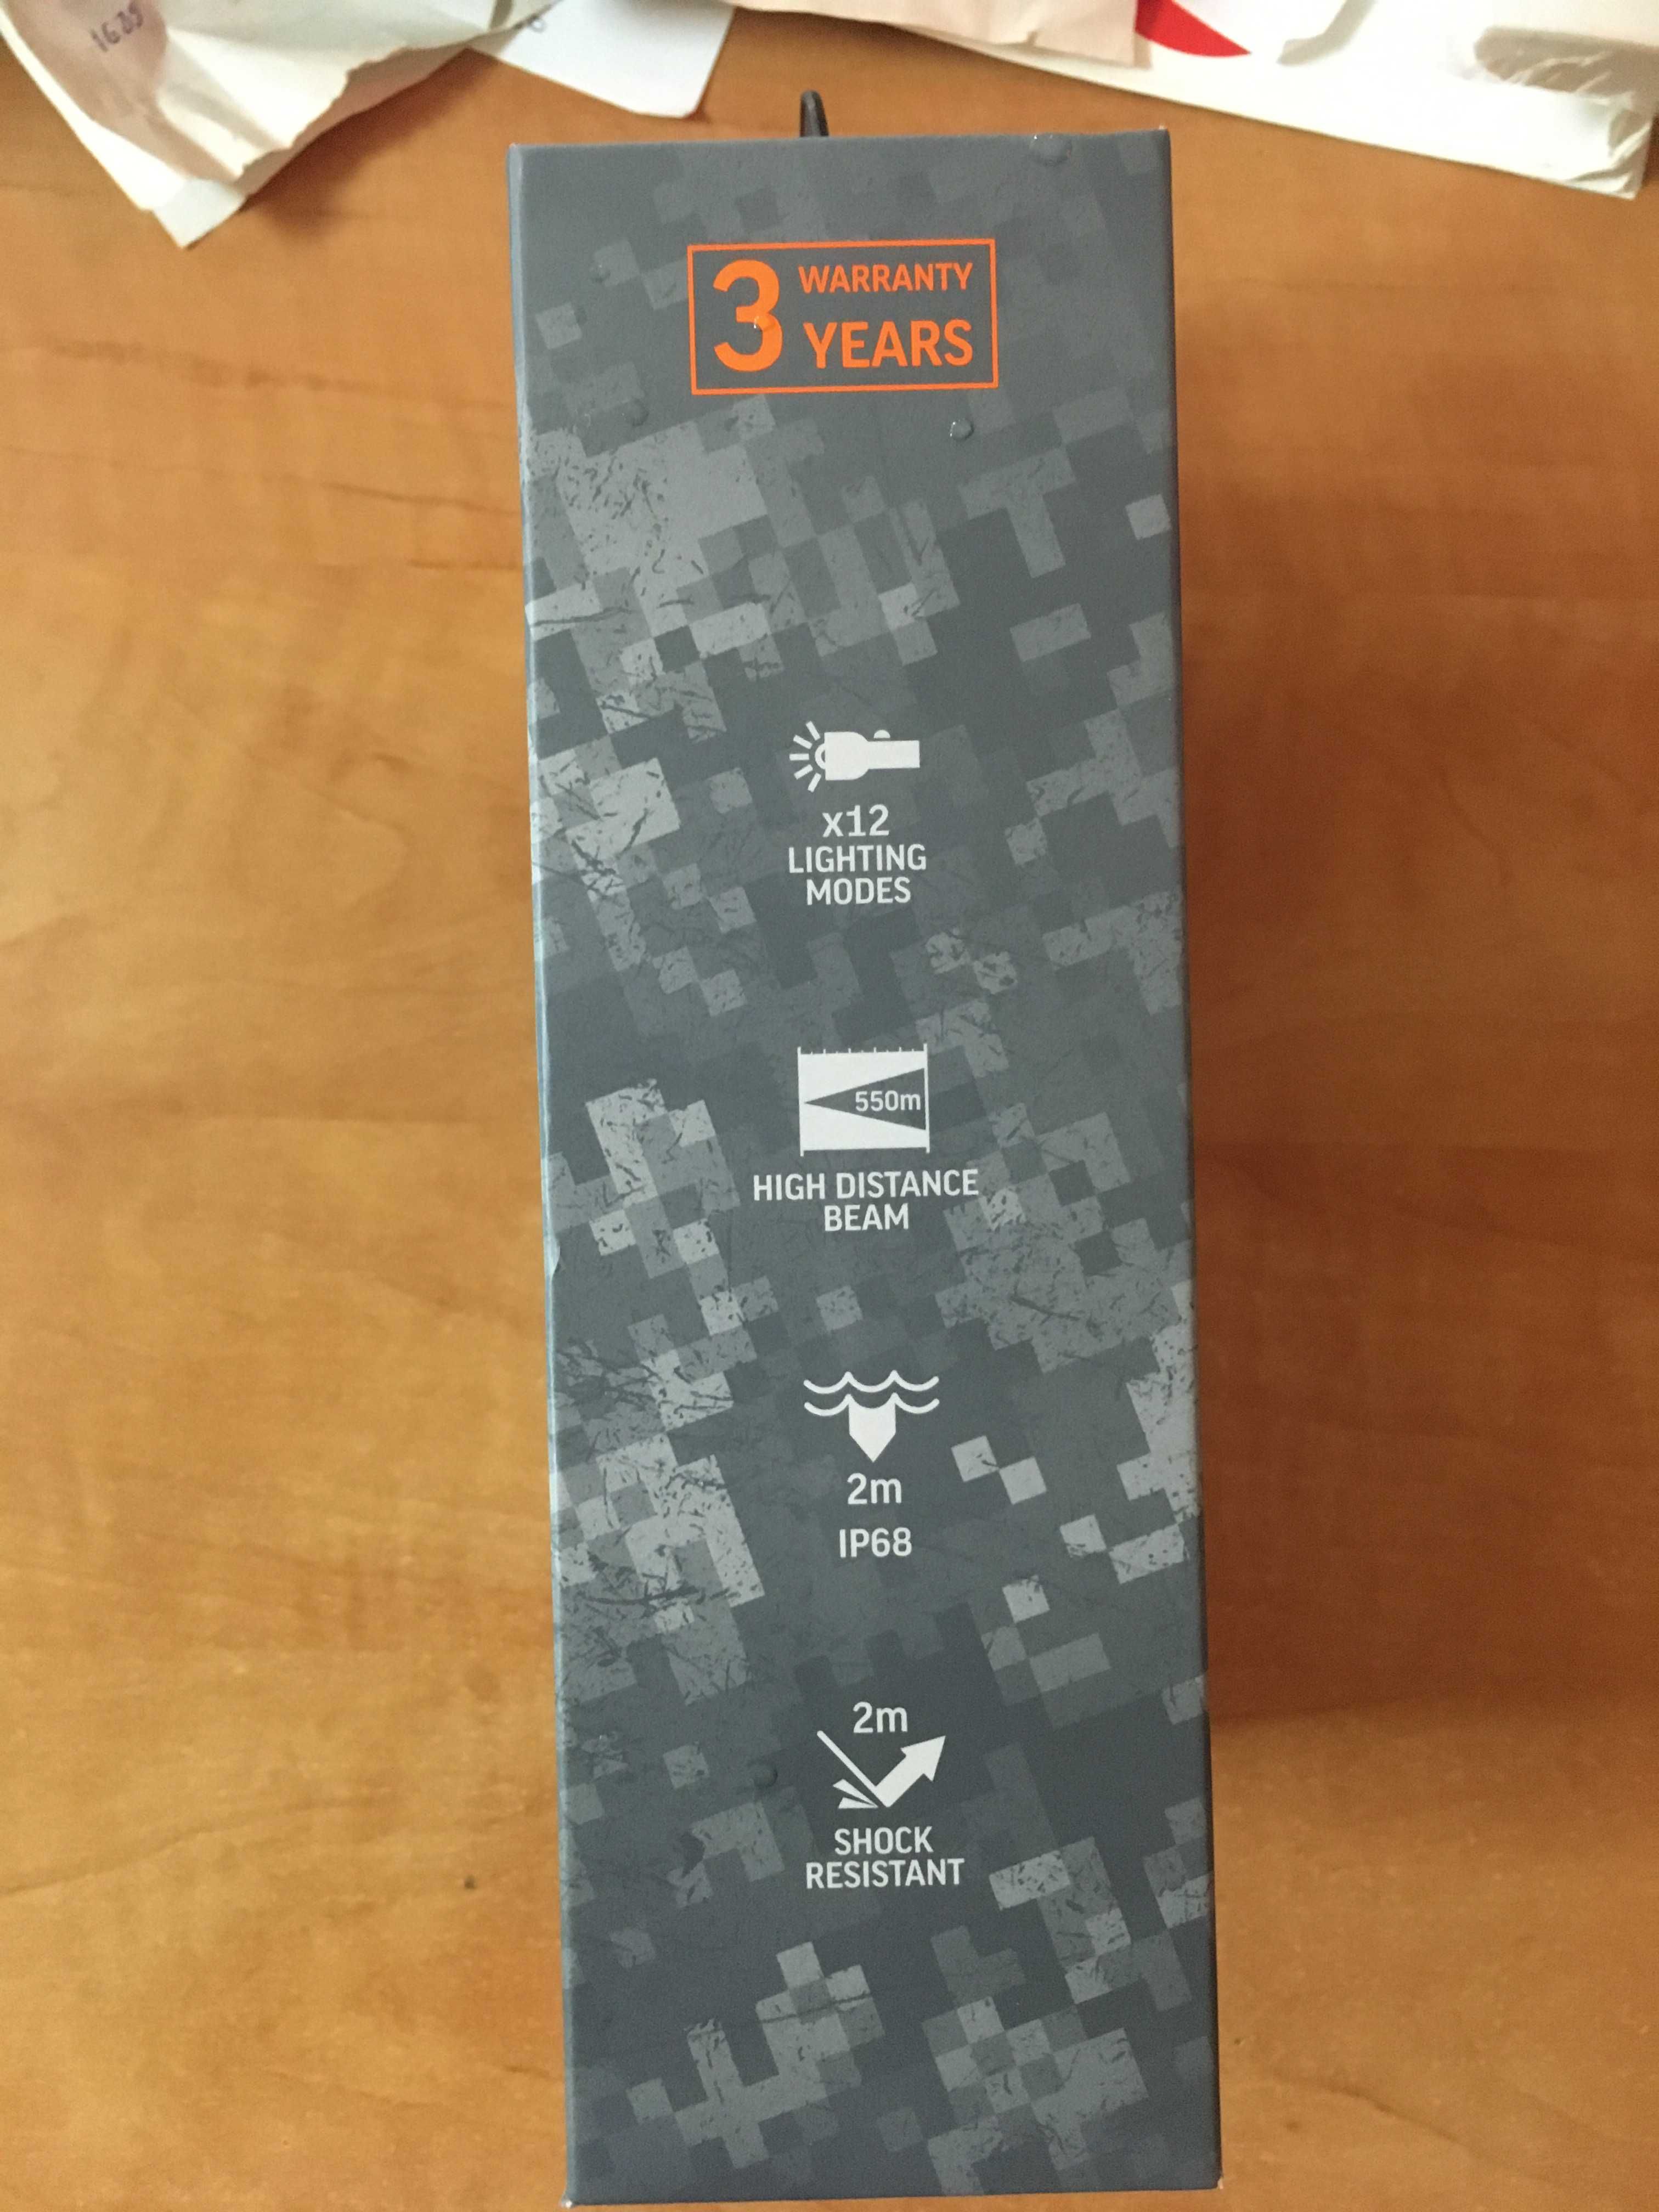 3 WARRANTY
YEARS
x12
LIGHTING
MODES
550m
HIGH DISTANCE
BEAM
2m
IP68
2m
SHOCK
RESISTANT